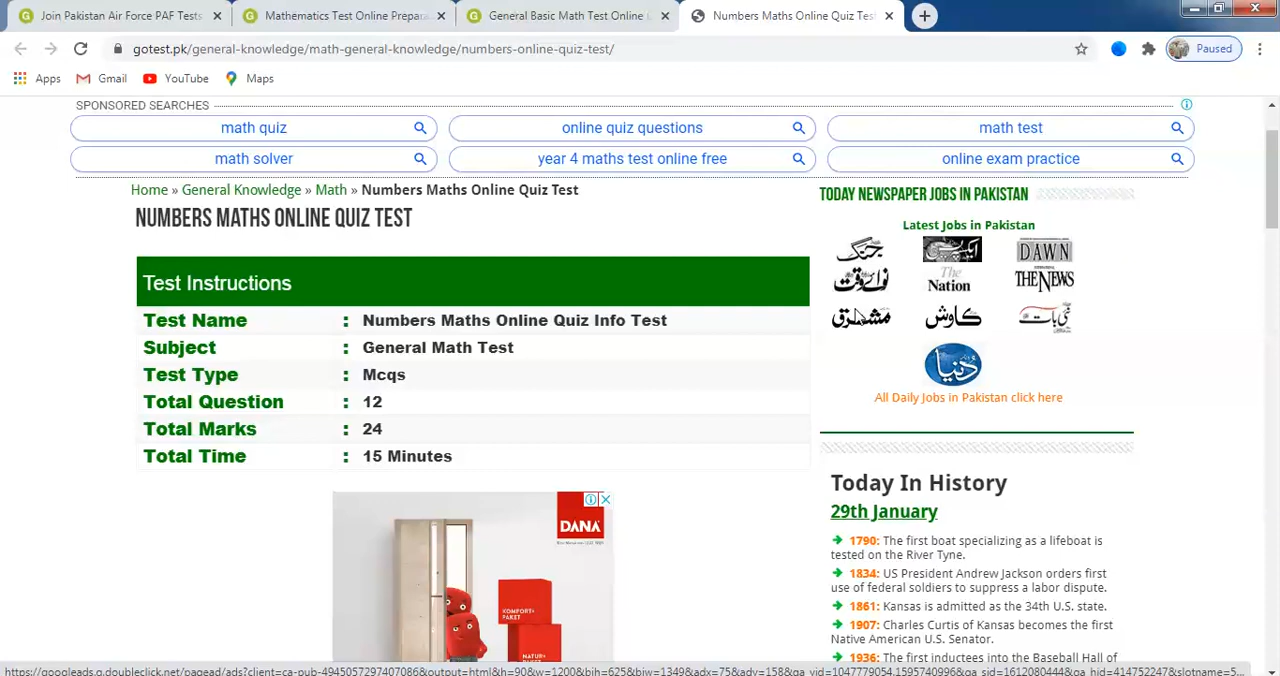 Join Pakistan Air Force PAF Tests
Mathematics Test Online Prepara
General Basic Math Test Online
Numbers Maths Online Quiz Test
gotest.pk/general-knowledge/math-general-knowledge/numbers-online-quiz-test/
Paused
Apps
Gmail
YouTube
Maps
SPONSORED SEARCHES
math quiz
online quiz questions
math test
math solver
year 4 maths test online free
online exam practice
Home » General Knowledge » Math » Numbers Maths Online Quiz Test
NUMBERS MATHS ONLINE QUIZ TEST
Test Instructions
Test Name : Numbers Maths Online Quiz Info Test
Subject : General Math Test
Test Type : Mcqs
Total Question : 12
Total Marks : 24
Total Time : 15 Minutes
DANA
KOMFORT-
PAKET
NATUR-
TODAY NEWSPAPER JOBS IN PAKISTAN
Latest Jobs in Pakistan
جنگ
ایکسپریس
DAWN
نوائے وقت
The
Nation
THE NEWS
مشرق
کاوش
نئی بات
دنیا
All Daily Jobs in Pakistan click here
Today In History
29th January
1790: The first boat specializing as a lifeboat is
tested on the River Tyne.
1834: US President Andrew Jackson orders first
use of federal soldiers to suppress a labor dispute.
1861: Kansas is admitted as the 34th U.S. state.
1907: Charles Curtis of Kansas becomes the first
Native American U.S. Senator.
1936: The first inductees into the Baseball Hall of